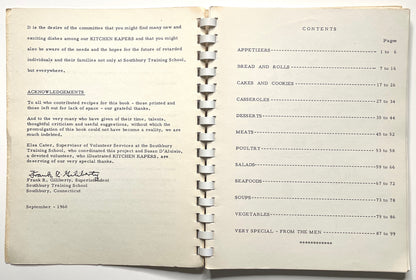 It is the desire of the committee that you might find many new and
exciting dishes among our KITCHEN KAPERS and that you might
also be aware of the needs and the hopes for the future of retarded
individuals and their families not only at Southbury Training School,
but everywhere.
ACKNOWLEDGEMENTS
To all who contributed recipes for this book - those printed and
those left out for lack of space - our grateful thanks.
And to the very many who have given of their time, talents,
thoughtful criticism and useful suggestions, without which the
promulgation of this book could not have become a reality, we are
much indebted.
Elsa Cater, Supervisor of Volunteer Services at the Southbury
Training School, who coordinated this project and Susan D'Aluisio,
a devoted volunteer, who illustrated KITCHEN KAPERS, are
deserving of our very special thanks.
Frank R. Giliberty
Frank R. Giliberty, Superintendent
Southbury Training School
Southbury, Connecticut
September - 1968
CONTENTS
Pages
APPETIZERS 1 to 6
BREAD AND ROLLS 7 to 16
CAKES AND COOKIES 17 to 26
CASSEROLES 27 to 34
DESSERTS 35 to 44
MEATS 45 to 52
POULTRY 53 to 58
SALADS 59 to 66
SEAFOODS 67 to 72
SOUPS 73 to 78
VEGETABLES 79 to 86
VERY SPECIAL - FROM THE MEN 87 to 99
***********